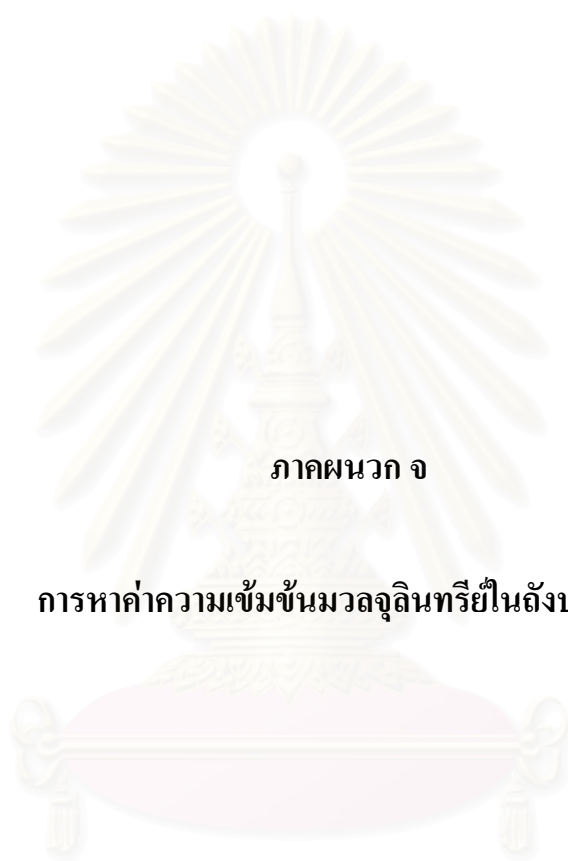 ภาคผนวก จ
การหาค่าความเข้มข้นมวลจุลินทรีย์ในถัง